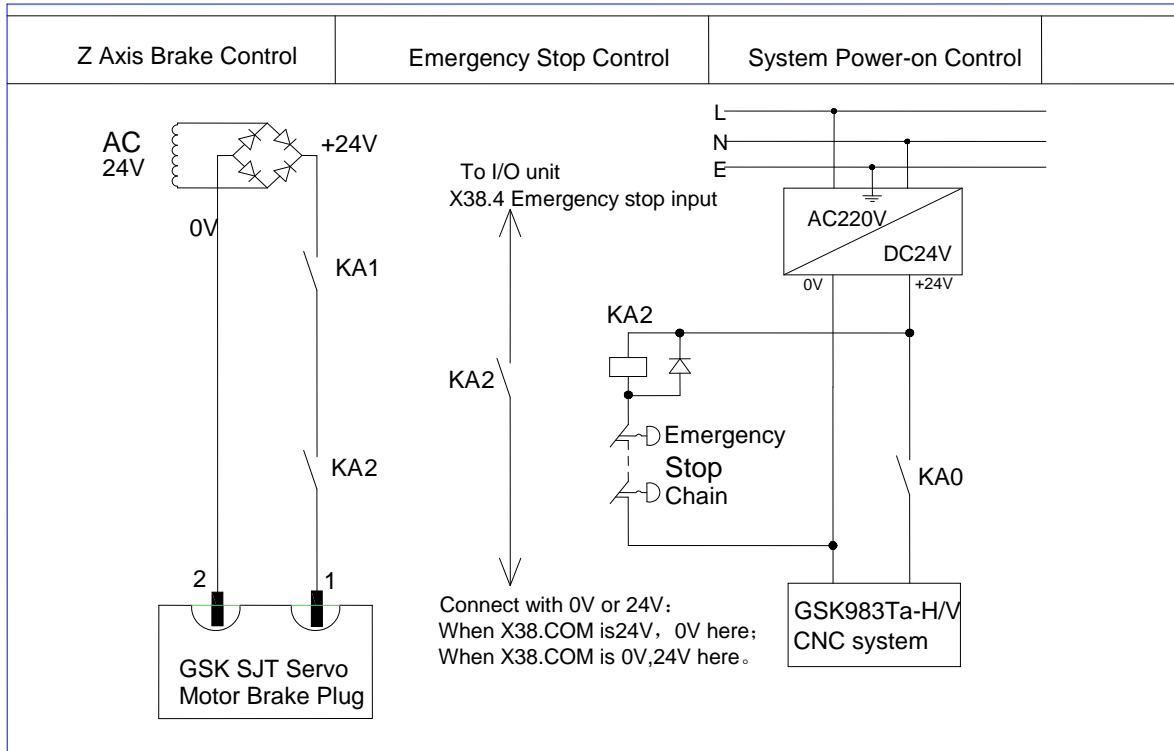 Z Axis Brake Control
Emergency Stop Control
System Power-on Control
AC
24V
+24V
0V
KA1
KA2
2
1
GSK SJT Servo
Motor Brake Plug
To I/O unit
X38.4 Emergency stop input
KA2
Connect with 0V or 24V：
When X38.COM is24V，0V here；
When X38.COM is 0V,24V here。
L
N
E
AC220V
DC24V
0V
+24V
KA2
Emergency
Stop
Chain
KA0
GSK983Ta-H/V
CNC system